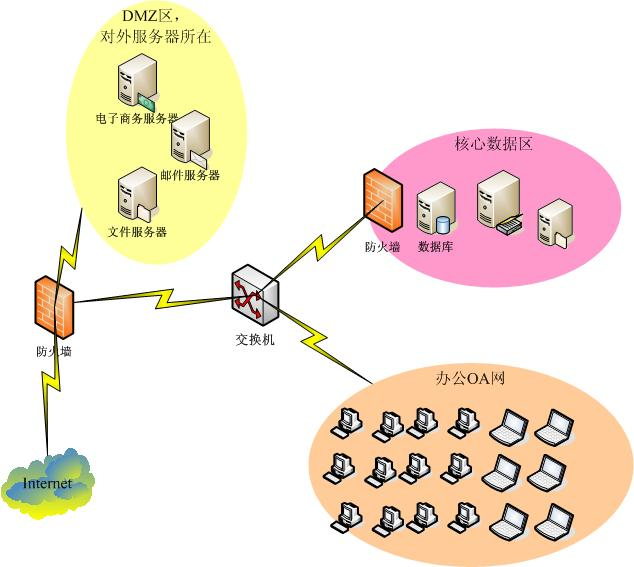 DMZ区，
对外服务器所在
电子商务服务器
邮件服务器
文件服务器
核心数据区
防火墙
数据库
防火墙
交换机
办公OA网
Internet